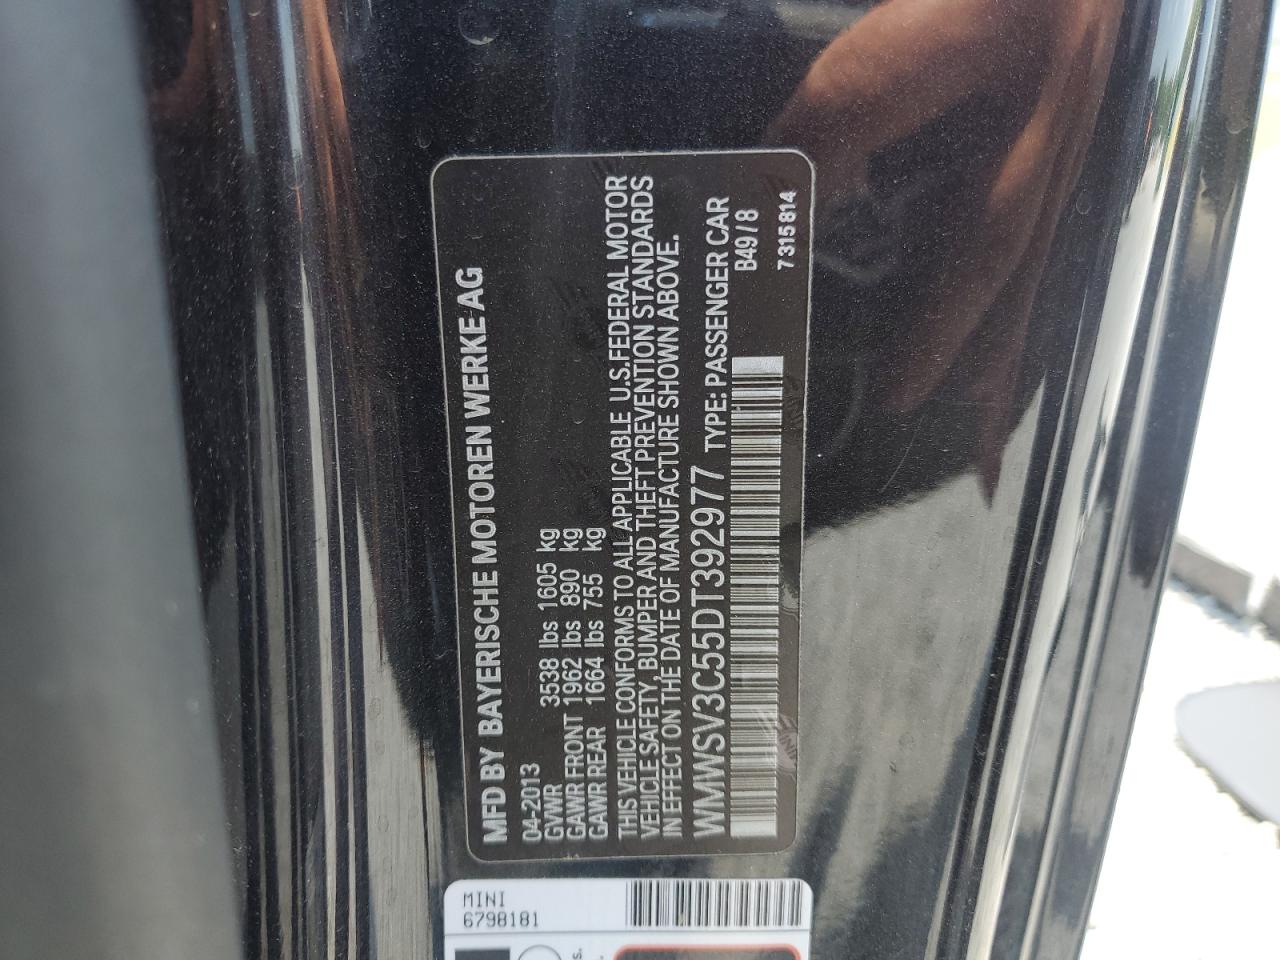 MFD BY BAYERISCHE MOTOREN WERKE AG
04-2013
GVWR 3538 lbs 1605 kg
GAWR FRONT 1962 lbs 890 kg
GAWR REAR 1664 lbs 755 kg
THIS VEHICLE CONFORMS TO ALL APPLICABLE U.S.FEDERAL MOTOR
VEHICLE SAFETY, BUMPER AND THEFT PREVENTION STANDARDS
IN EFFECT ON THE DATE OF MANUFACTURE SHOWN ABOVE.
WMWSV3C55DT392977 TYPE: PASSENGER CAR
B49/8
7 315 814
MINI
6798181
s.